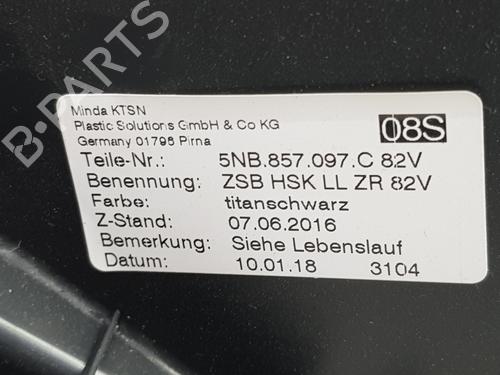 B-PARTS
Minda KTSN
Plastic Solutions GmbH & Co KG
Germany 01796 Pirna
08S
Teile-Nr.: 5NB.857.097.C 82V
Benennung: ZSB HSK LL ZR 82V
Farbe: titanschwarz
Z-Stand: 07.06.2016
Bemerkung: Siehe Lebenslauf
Datum: 10.01.18 3104